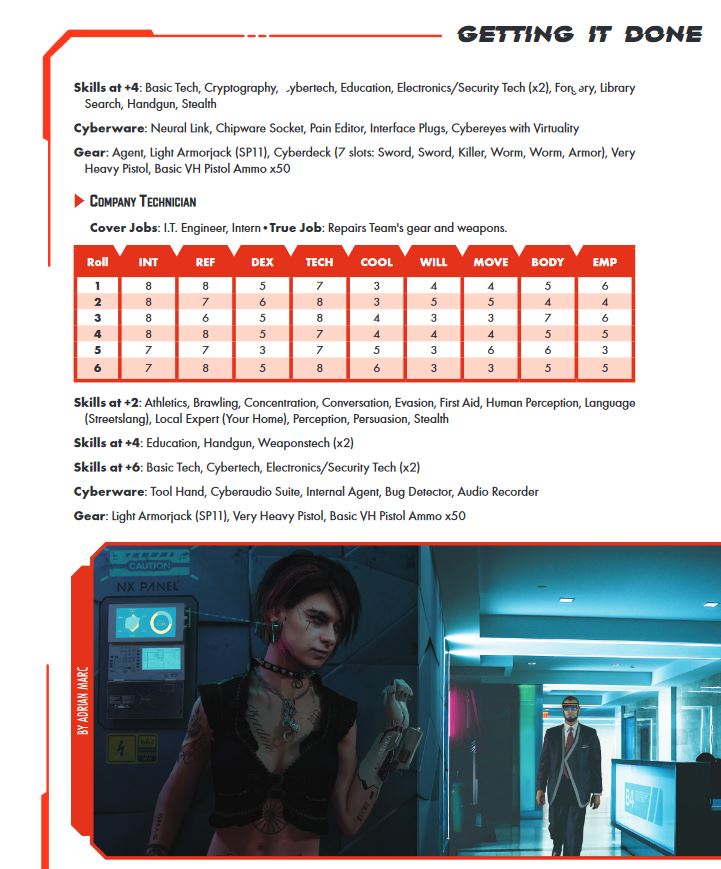 GETTING IT DONE
Skills at +4: Basic Tech, Cryptography, ybertech, Education, Electronics/Security Tech (x2), Forgery, Library
Search, Handgun, Stealth
Cyberware: Neural Link, Chipware Socket, Pain Editor, Interface Plugs, Cybereyes with Virtuality
Gear: Agent, Light Armorjack (SP11), Cyberdeck (7 slots: Sword, Sword, Killer, Worm, Worm, Armor), Very
Heavy Pistol, Basic VH Pistol Ammo x50
COMPANY TECHNICIAN
Cover Jobs: I.T. Engineer, Intern • True Job: Repairs Team's gear and weapons.
Roll INT REF DEX TECH COOL WILL MOVE BODY EMP
1 8 8 5 7 3 4 4 5 6
2 8 7 6 8 3 5 5 4 4
3 8 6 5 8 4 3 3 7 6
4 8 8 5 7 4 4 4 5 5
5 7 7 3 7 5 3 6 6 3
6 7 8 5 8 6 3 3 5 5
Skills at +2: Athletics, Brawling, Concentration, Conversation, Evasion, First Aid, Human Perception, Language
(Streetslang), Local Expert (Your Home), Perception, Persuasion, Stealth
Skills at +4: Education, Handgun, Weaponstech (x2)
Skills at +6: Basic Tech, Cybertech, Electronics/Security Tech (x2)
Cyberware: Tool Hand, Cyberaudio Suite, Internal Agent, Bug Detector, Audio Recorder
Gear: Light Armorjack (SP11), Very Heavy Pistol, Basic VH Pistol Ammo x50
CAUTION
NX PANEL
BY ADRIAN MARC
B4